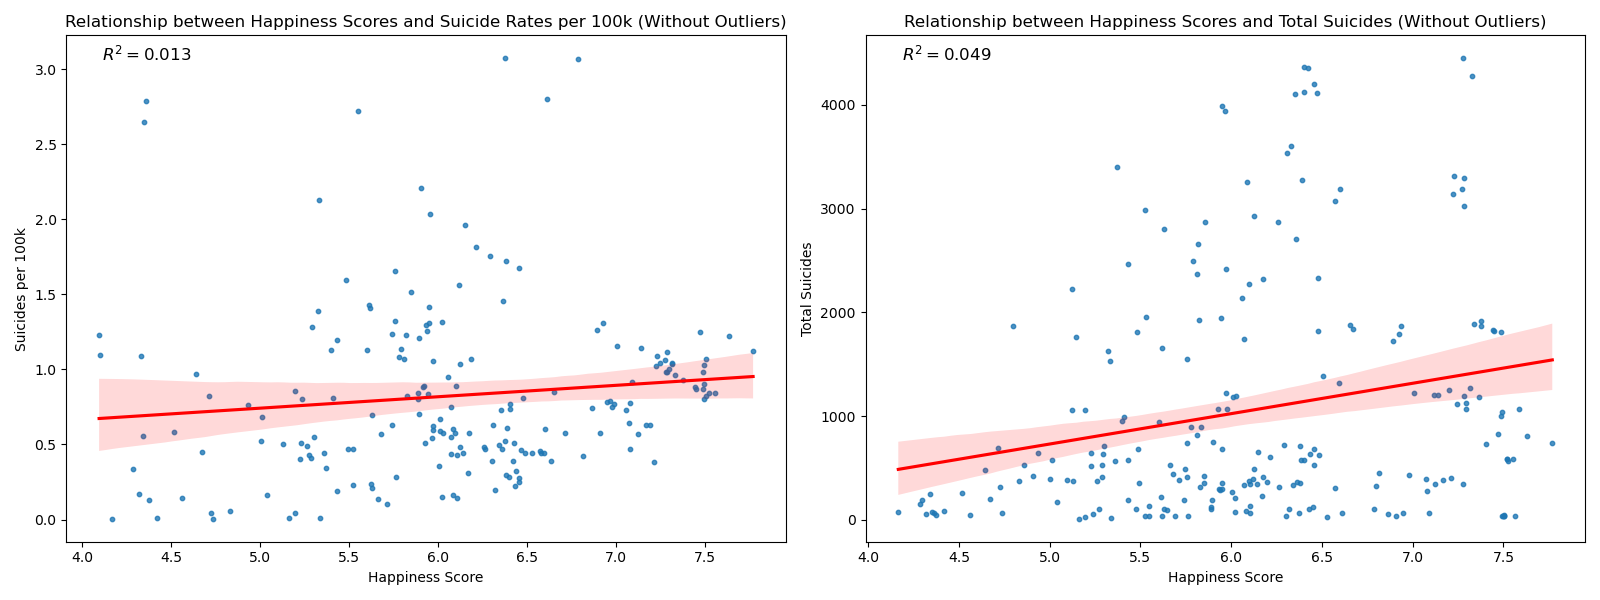 Relationship between Happiness Scores and Suicide Rates per 100k (Without Outliers)
R² = 0.013
3.0
2.5
2.0
1.5
1.0
0.5
0.0
Suicides per 100k
4.0 4.5 5.0 5.5 6.0 6.5 7.0 7.5
Happiness Score
Relationship between Happiness Scores and Total Suicides (Without Outliers)
R² = 0.049
4000
3000
2000
1000
0
Total Suicides
4.0 4.5 5.0 5.5 6.0 6.5 7.0 7.5
Happiness Score